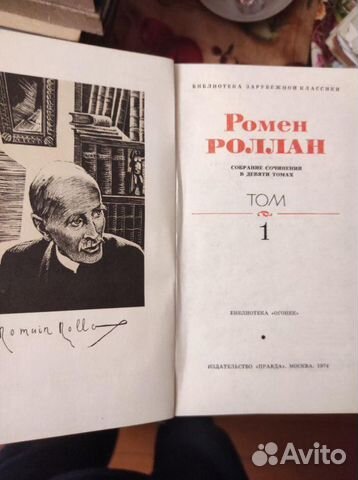 БИБЛИОТЕКА ЗАРУБЕЖНОЙ КЛАССИКИ
Ромен
РОЛЛАН
СОБРАНИЕ СОЧИНЕНИЙ
В ДЕВЯТИ ТОМАХ
ТОМ
1
БИБЛИОТЕКА «ОГОНЕК»
ИЗДАТЕЛЬСТВО «ПРАВДА». МОСКВА. 1974
Romain Rolland
Avito